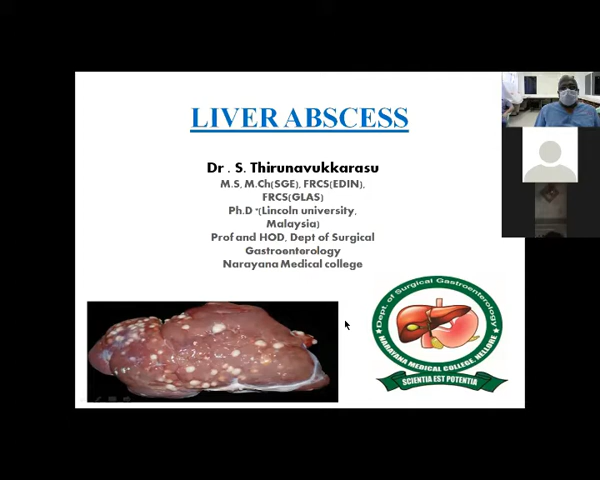 LIVER ABSCESS
Dr . S. Thirunavukkarasu
M.S, M.Ch(SGE), FRCS(EDIN),
FRCS(GLAS)
Ph.D *(Lincoln university,
Malaysia)
Prof and HOD, Dept of Surgical
Gastroenterology
Narayana Medical college
Dept. of Surgical Gastroenterology
NARAYANA MEDICAL COLLEGE, NELLORE
SCIENTIA EST POTENTIA